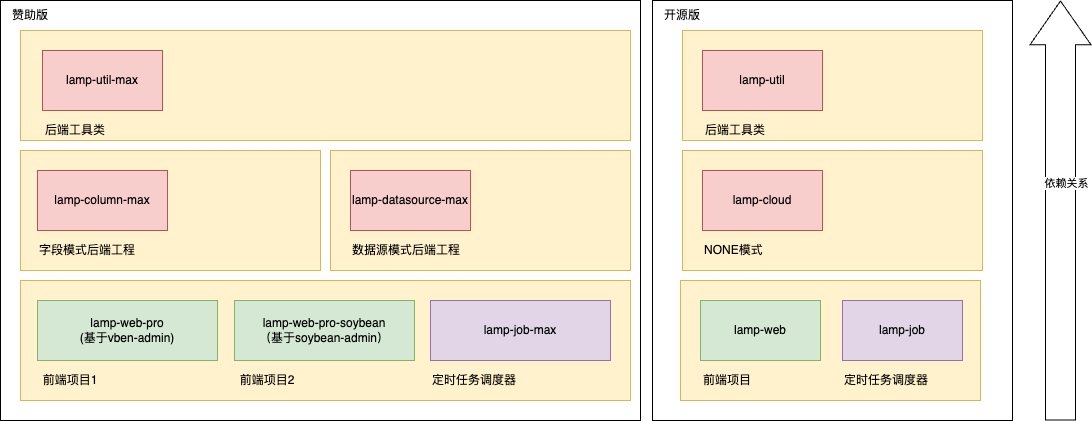 赞助版
lamp-util-max
后端工具类
lamp-column-max
字段模式后端工程
lamp-datasource-max
数据源模式后端工程
lamp-web-pro
(基于vben-admin)
前端项目1
lamp-web-pro-soybean
（基于soybean-admin）
前端项目2
lamp-job-max
定时任务调度器
开源版
lamp-util
后端工具类
lamp-cloud
NONE模式
lamp-web
前端项目
lamp-job
定时任务调度器
依赖关系